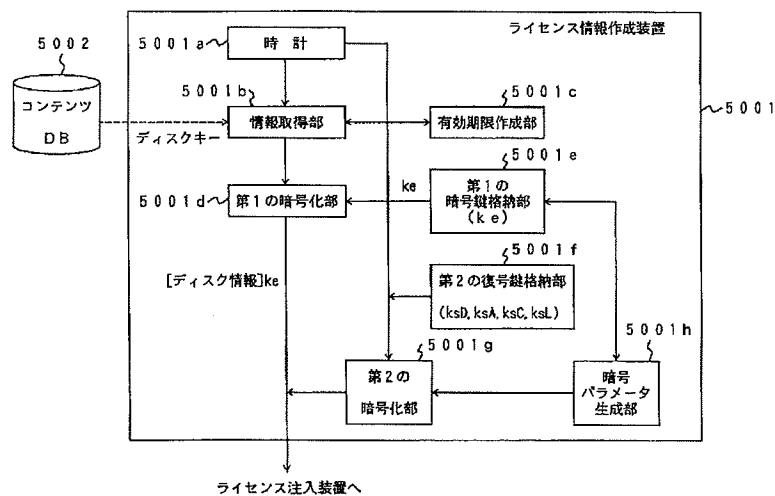 ライセンス情報作成装置
5002
5001a
時 計
5001b
5001c
5001
コンテンツ
DB
ディスクキー
情報取得部
有効期限作成部
5001e
5001d
第1の暗号化部
ke
第1の
暗号鍵格納部
(ke)
5001f
[ディスク情報]ke
第2の復号鍵格納部
(ksD,ksA,ksC,ksL)
5001h
5001g
第2の
暗号化部
暗号
パラメータ
生成部
ライセンス注入装置へ